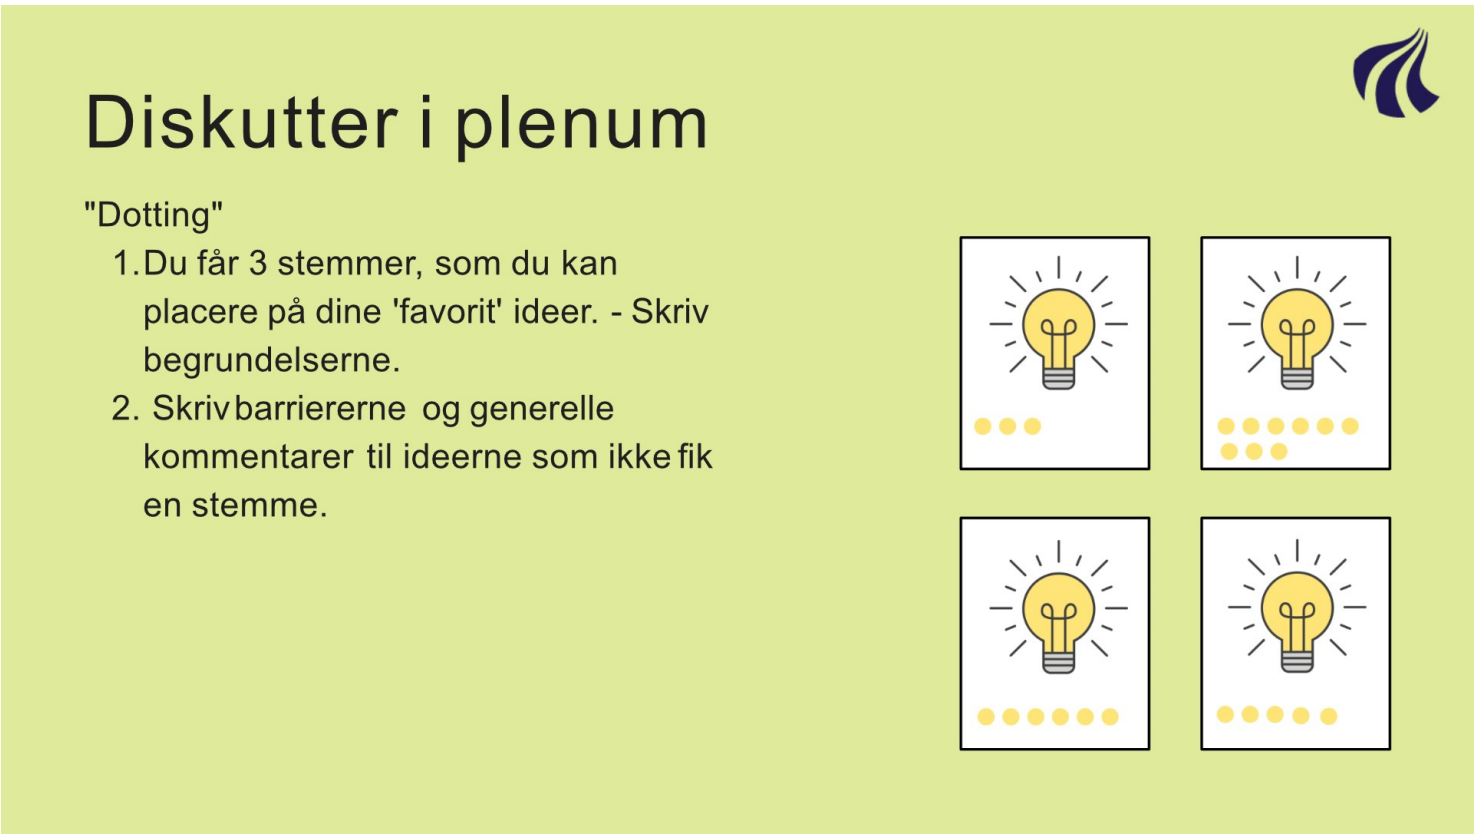 Diskutter i plenum
"Dotting"
1.Du får 3 stemmer, som du kan
placere på dine 'favorit' ideer. - Skriv
begrundelserne.
2. Skriv barriererne og generelle
kommentarer til ideerne som ikke fik
en stemme.